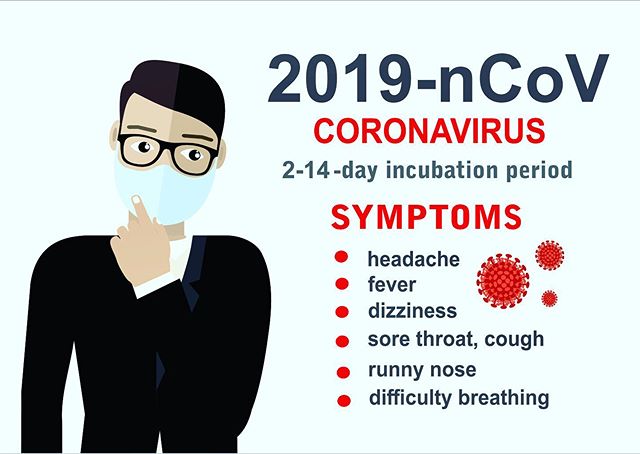 2019-nCoV
CORONAVIRUS
2-14-day incubation period
SYMPTOMS
headache
fever
dizziness
sore throat, cough
runny nose
difficulty breathing